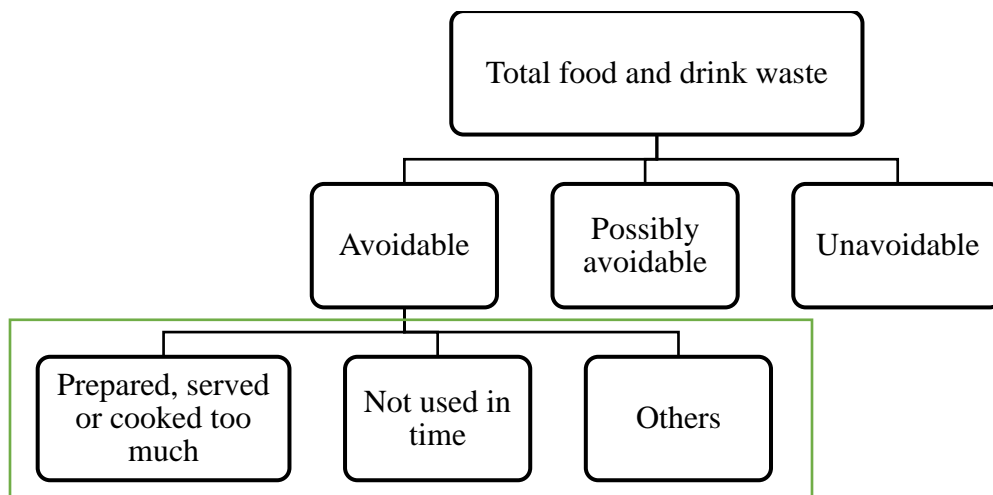 Total food and drink waste
Avoidable
Possibly
avoidable
Unavoidable
Prepared, served
or cooked too
much
Not used in
time
Others